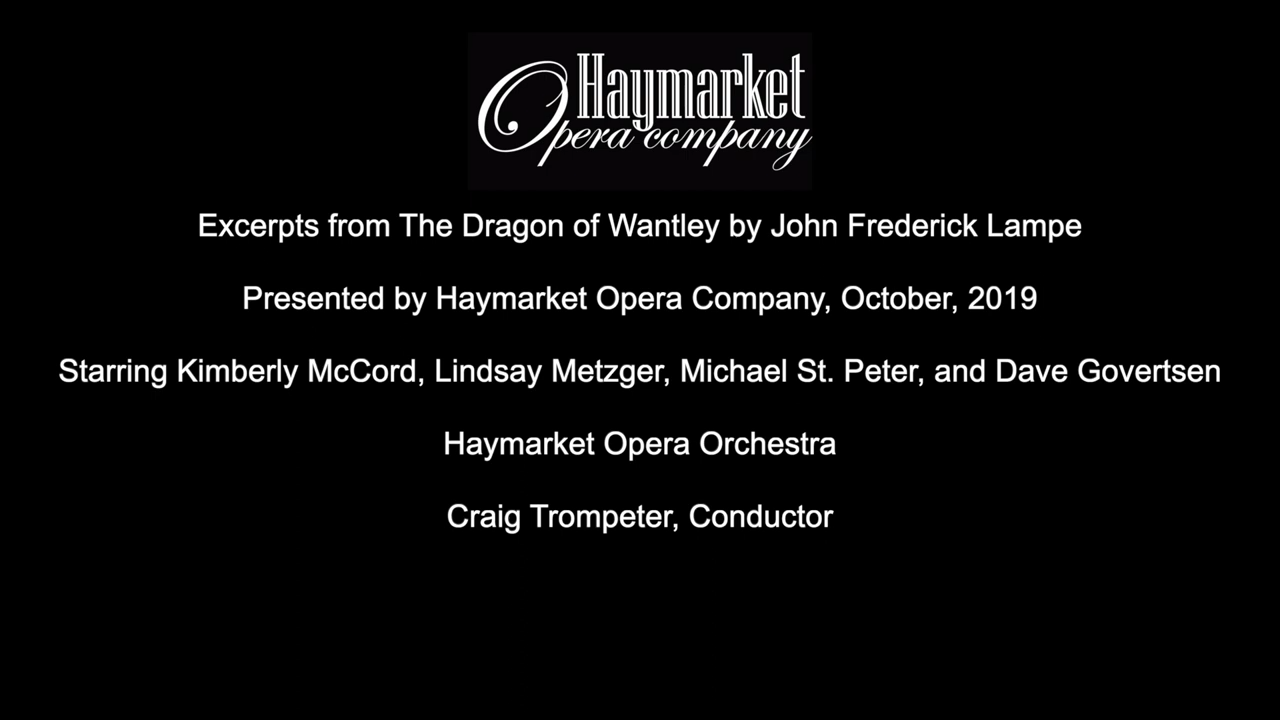 Haymarket
Opera company
Excerpts from The Dragon of Wantley by John Frederick Lampe
Presented by Haymarket Opera Company, October, 2019
Starring Kimberly McCord, Lindsay Metzger, Michael St. Peter, and Dave Govertsen
Haymarket Opera Orchestra
Craig Trompeter, Conductor